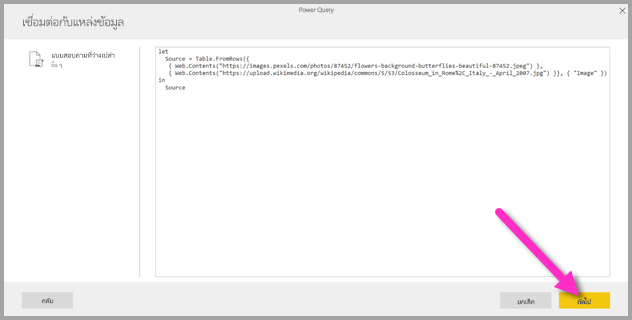 Power Query
เชื่อมต่อกับแหล่งข้อมูล
แบบสอบถามที่ว่างเปล่า
อื่น ๆ
let
Source = Table.FromRows({
{ Web.Contents("https://images.pexels.com/photos/87452/flowers-background-butterflies-beautiful-87452.jpeg") },
{ Web.Contents("https://upload.wikimedia.org/wikipedia/commons/5/53/Colosseum_in_Rome%2C_Italy_-_April_2007.jpg") }}, { "Image" })
in
Source
กลับ
ยกเลิก
ถัดไป